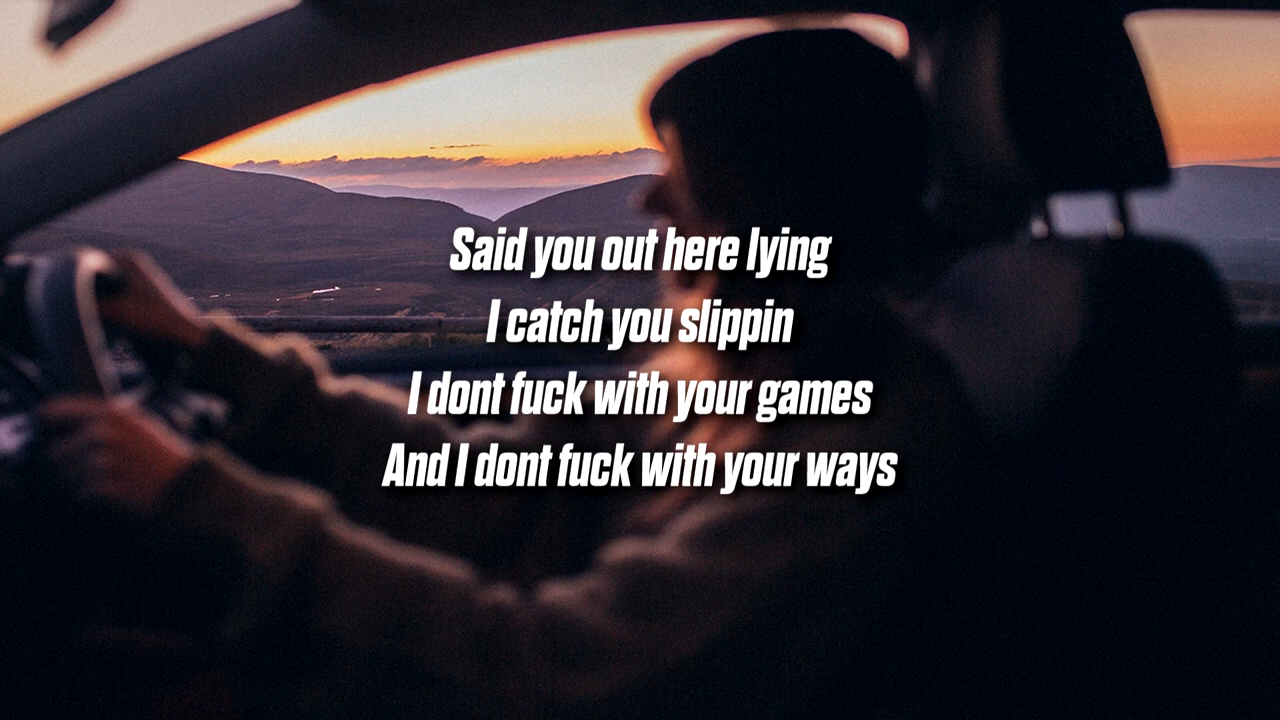 Said you out here lying
I catch you slippin
I dont fuck with your games
And I dont fuck with your ways